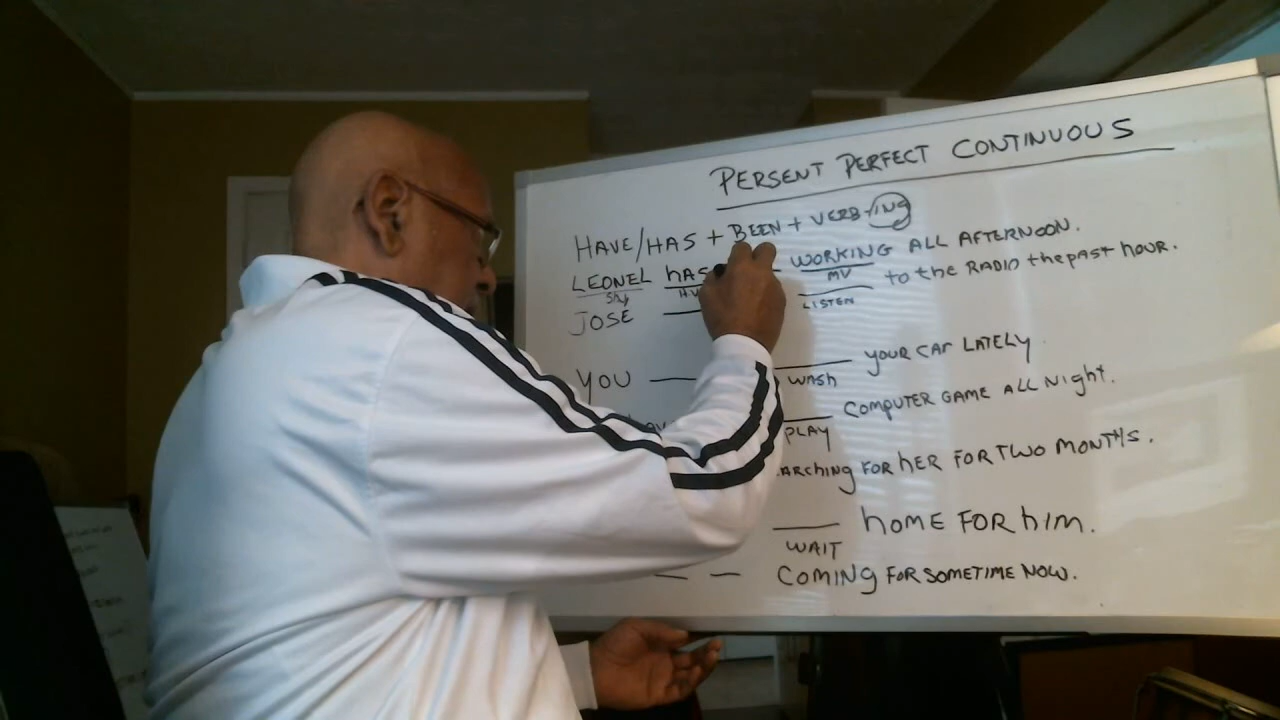 PERSENT PERFECT CONTINUOUS
HAVE/HAS + BEEN + VERB-ING
LEONEL hAS WORKING ALL AFTERNOON.
MV
JOSE to the RADIO the past hour.
LISTEN
YOU your CAr LATELY
WASH
COMPUTER GAME ALL Night.
PLAY
FOR hER FOR TWO MONThS.
hOME FOR hIM.
WAIT
COMINg FOR SOMETIME NOW.